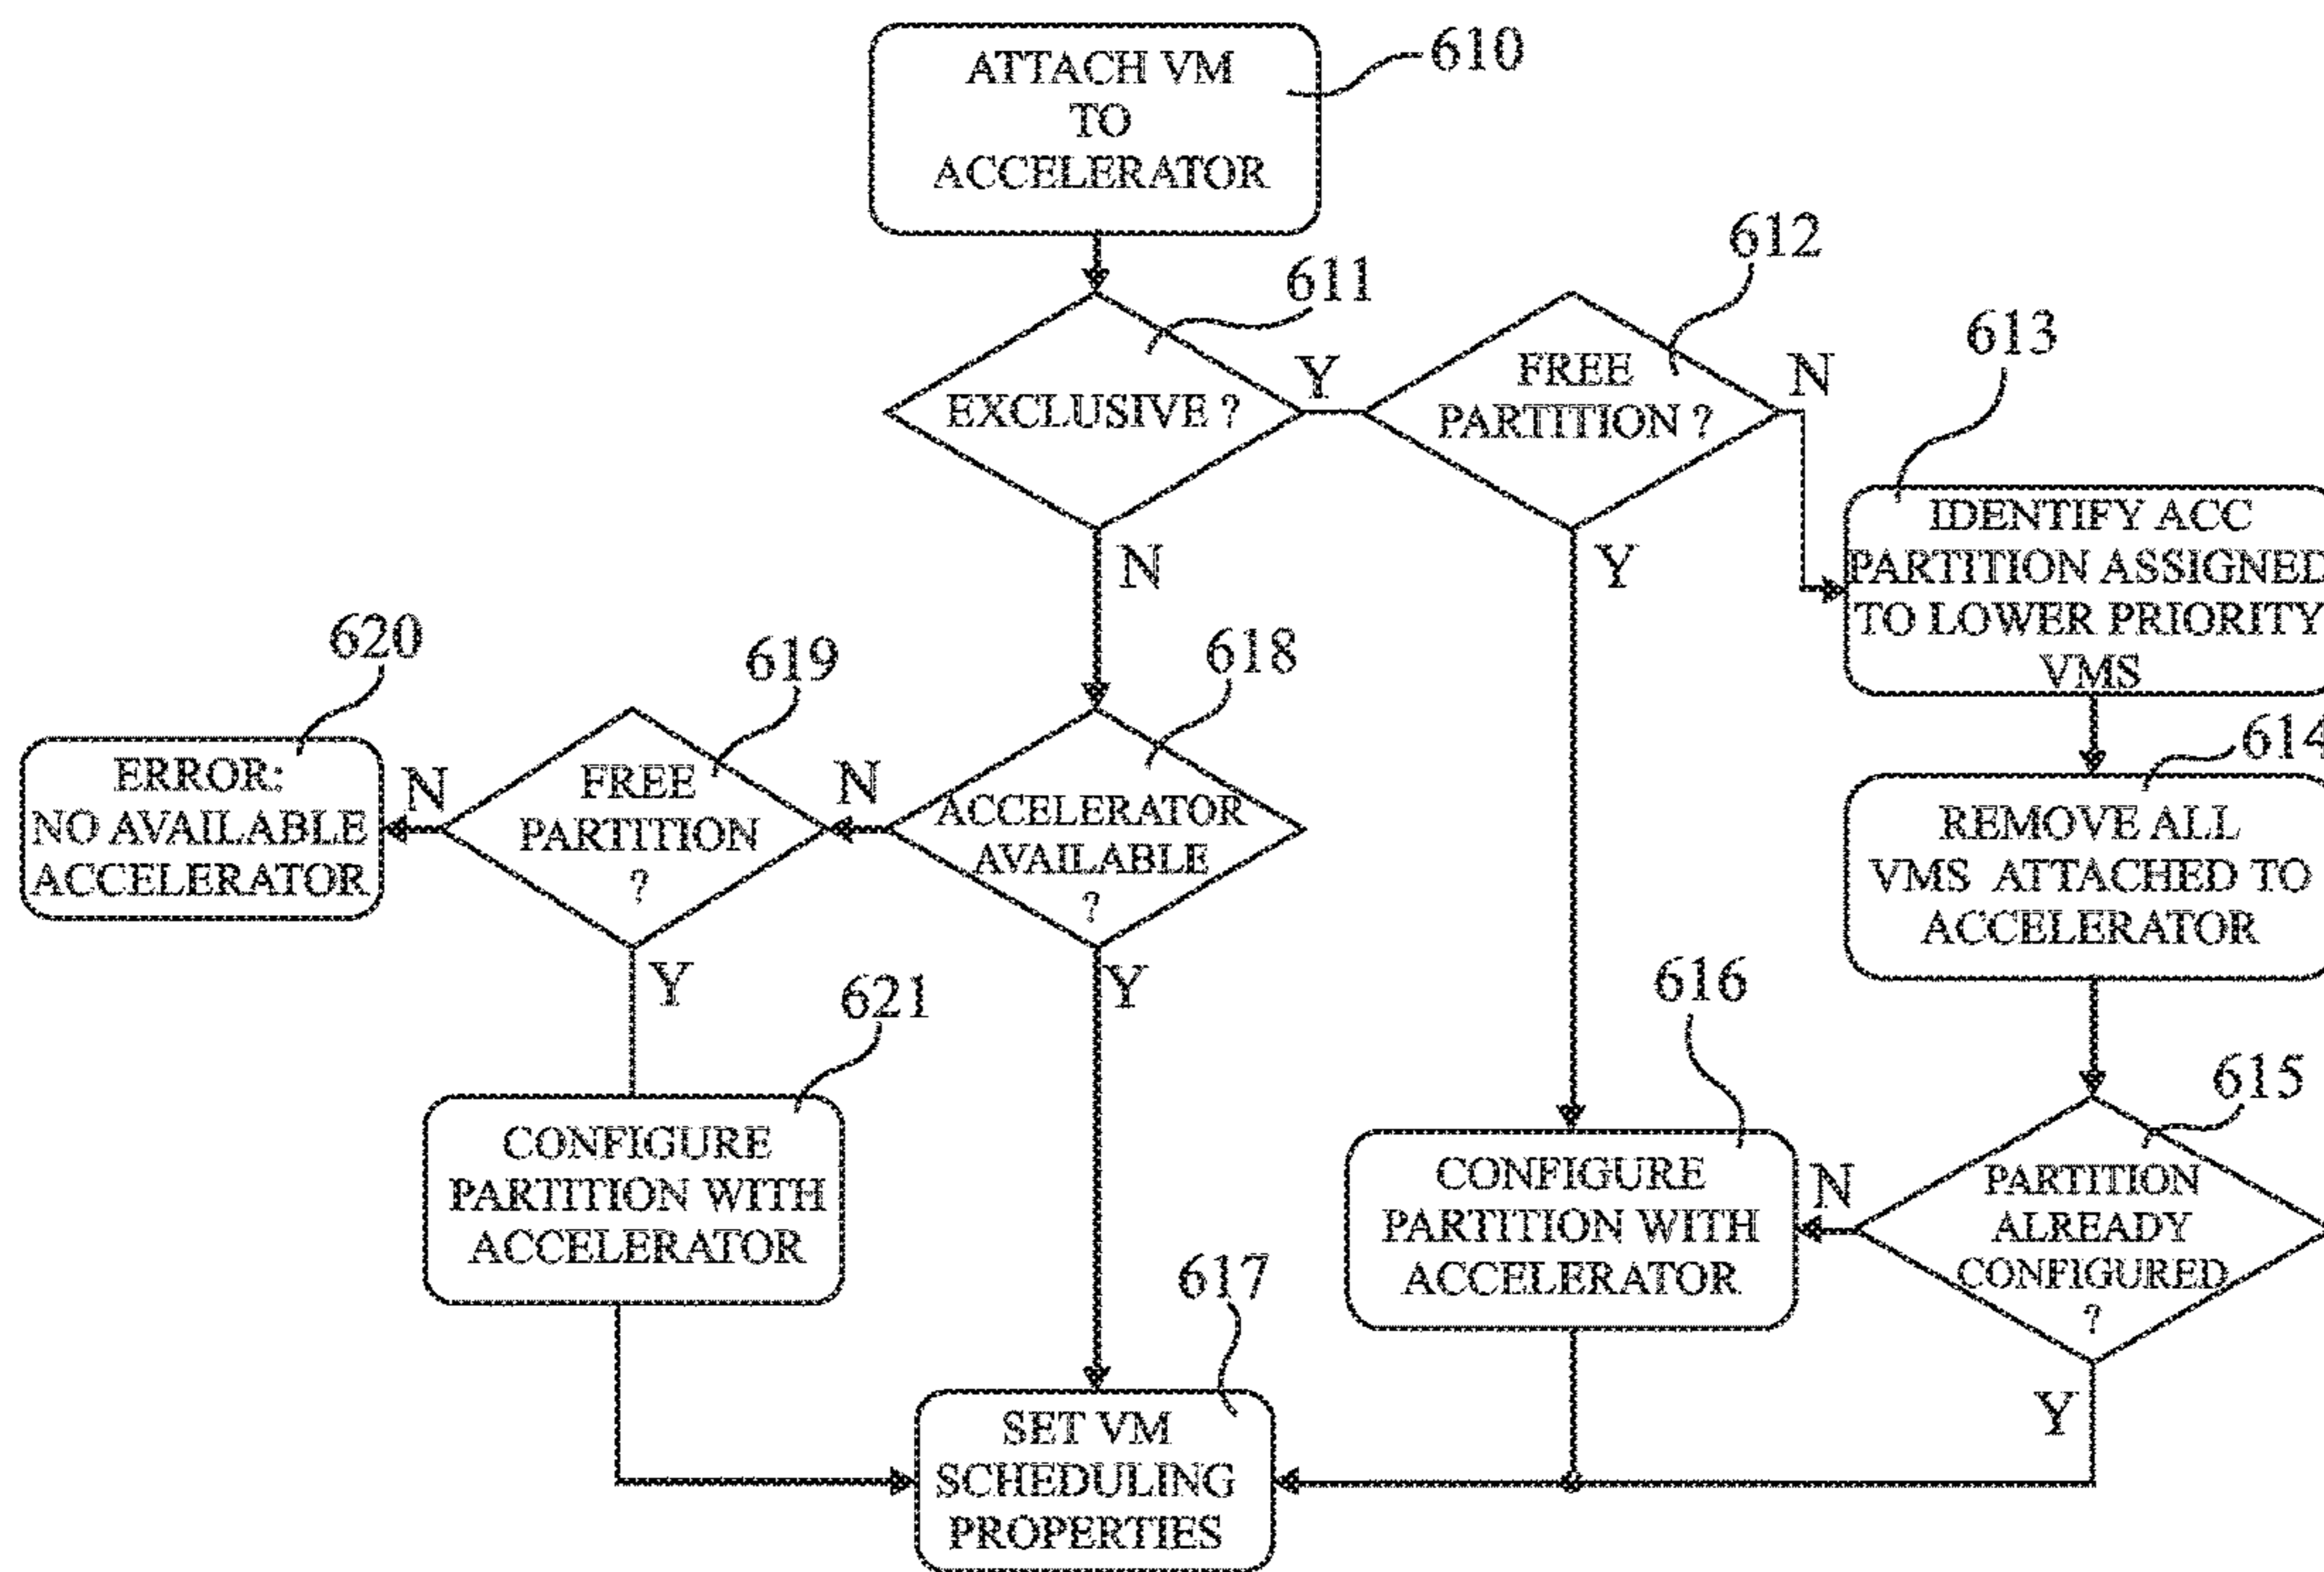 ATTACH VM
TO
ACCELERATOR
610
611
EXCLUSIVE ?
Y
N
612
FREE
PARTITION ?
N
Y
613
IDENTIFY ACC
PARTITION ASSIGNED
TO LOWER PRIORITY
VMS
620
ERROR:
NO AVAILABLE
ACCELERATOR
N
619
FREE
PARTITION
?
Y
N
618
ACCELERATOR
AVAILABLE
?
Y
614
REMOVE ALL
VMS ATTACHED TO
ACCELERATOR
621
CONFIGURE
PARTITION WITH
ACCELERATOR
616
CONFIGURE
PARTITION WITH
ACCELERATOR
N
615
PARTITION
ALREADY
CONFIGURED
?
Y
617
SET VM
SCHEDULING
PROPERTIES